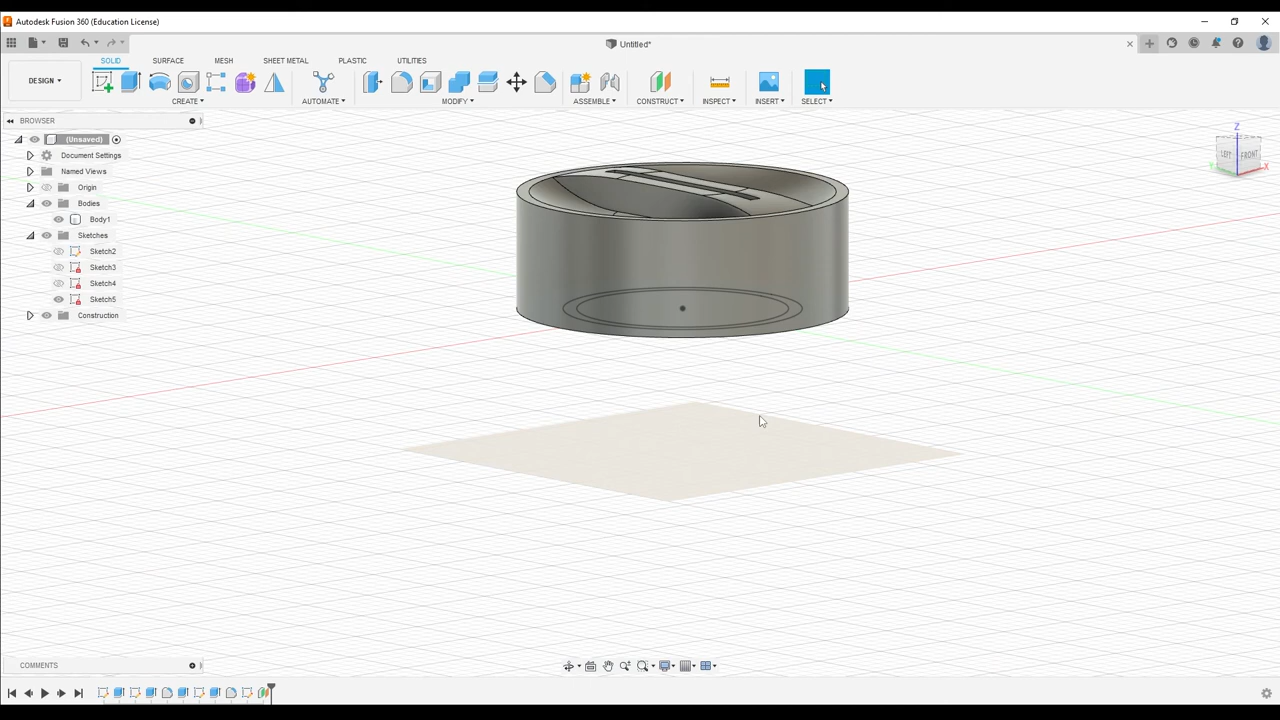 Autodesk Fusion 360 (Education License)
Untitled*
DESIGN
SOLID
SURFACE
MESH
SHEET METAL
PLASTIC
UTILITIES
CREATE
AUTOMATE
MODIFY
ASSEMBLE
CONSTRUCT
INSPECT
INSERT
SELECT
BROWSER
(Unsaved)
Document Settings
Named Views
Origin
Bodies
Body1
Sketches
Sketch2
Sketch3
Sketch4
Sketch5
Construction
Z
LEFT
FRONT
X
Y
COMMENTS